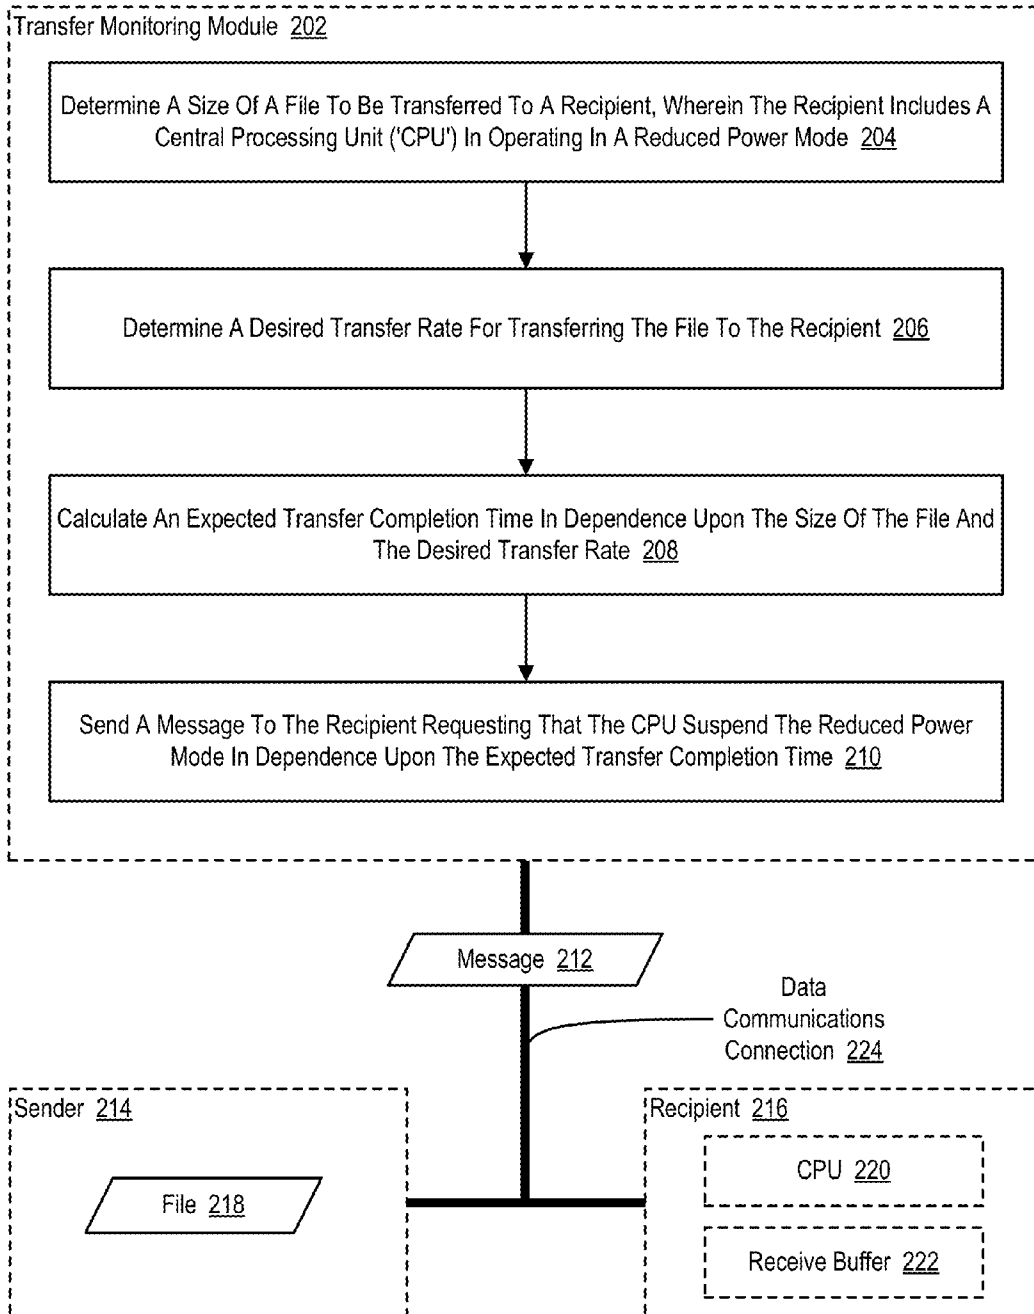 Transfer Monitoring Module 202
Determine A Size Of A File To Be Transferred To A Recipient, Wherein The Recipient Includes A
Central Processing Unit ('CPU') In Operating In A Reduced Power Mode 204
Determine A Desired Transfer Rate For Transferring The File To The Recipient 206
Calculate An Expected Transfer Completion Time In Dependence Upon The Size Of The File And
The Desired Transfer Rate 208
Send A Message To The Recipient Requesting That The CPU Suspend The Reduced Power
Mode In Dependence Upon The Expected Transfer Completion Time 210
Message 212
Data
Communications
Connection 224
Sender 214
File 218
Recipient 216
CPU 220
Receive Buffer 222